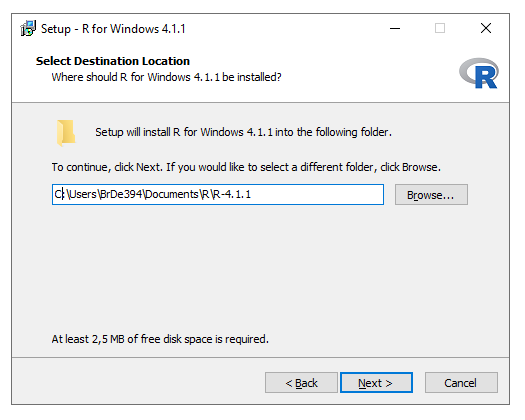 Setup - R for Windows 4.1.1
Select Destination Location
Where should R for Windows 4.1.1 be installed?
R
Setup will install R for Windows 4.1.1 into the following folder.
To continue, click Next. If you would like to select a different folder, click Browse.
C:\Users\BrDe394\Documents\R\R-4.1.1
Browse...
At least 2,5 MB of free disk space is required.
< Back
Next >
Cancel